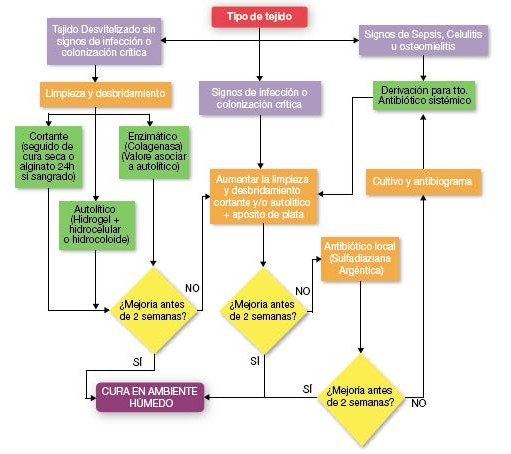 Tipo de tejido
Tejido Desvitelizado sin
signos de infección o
colonización crítica
Signos de Sepsis, Celulitis
u osteomielitis
Limpieza y desbridamiento
Signos de infección o
colonización crítica
Derivación para tto.
Antibiótico sistémico
Cortante
(seguido de
cura seca o
alginato 24h
si sangrado)
Enzimático
(Colagenasa)
(Valore asociar
a autolítico)
Autolítico
(Hidrogel +
hidrocelular
o hidrocoloide)
Aumentar la limpieza
y desbridamiento
cortante y/o autolítico
+ apósito de plata
Cultivo y antibiograma
Antibiótico local
(Sulfadiaziana
Argéntica)
¿Mejoría antes
de 2 semanas?
NO
¿Mejoría antes
de 2 semanas?
NO
SÍ
SÍ
¿Mejoría antes
de 2 semanas?
SÍ
NO
CURA EN AMBIENTE
HÚMEDO